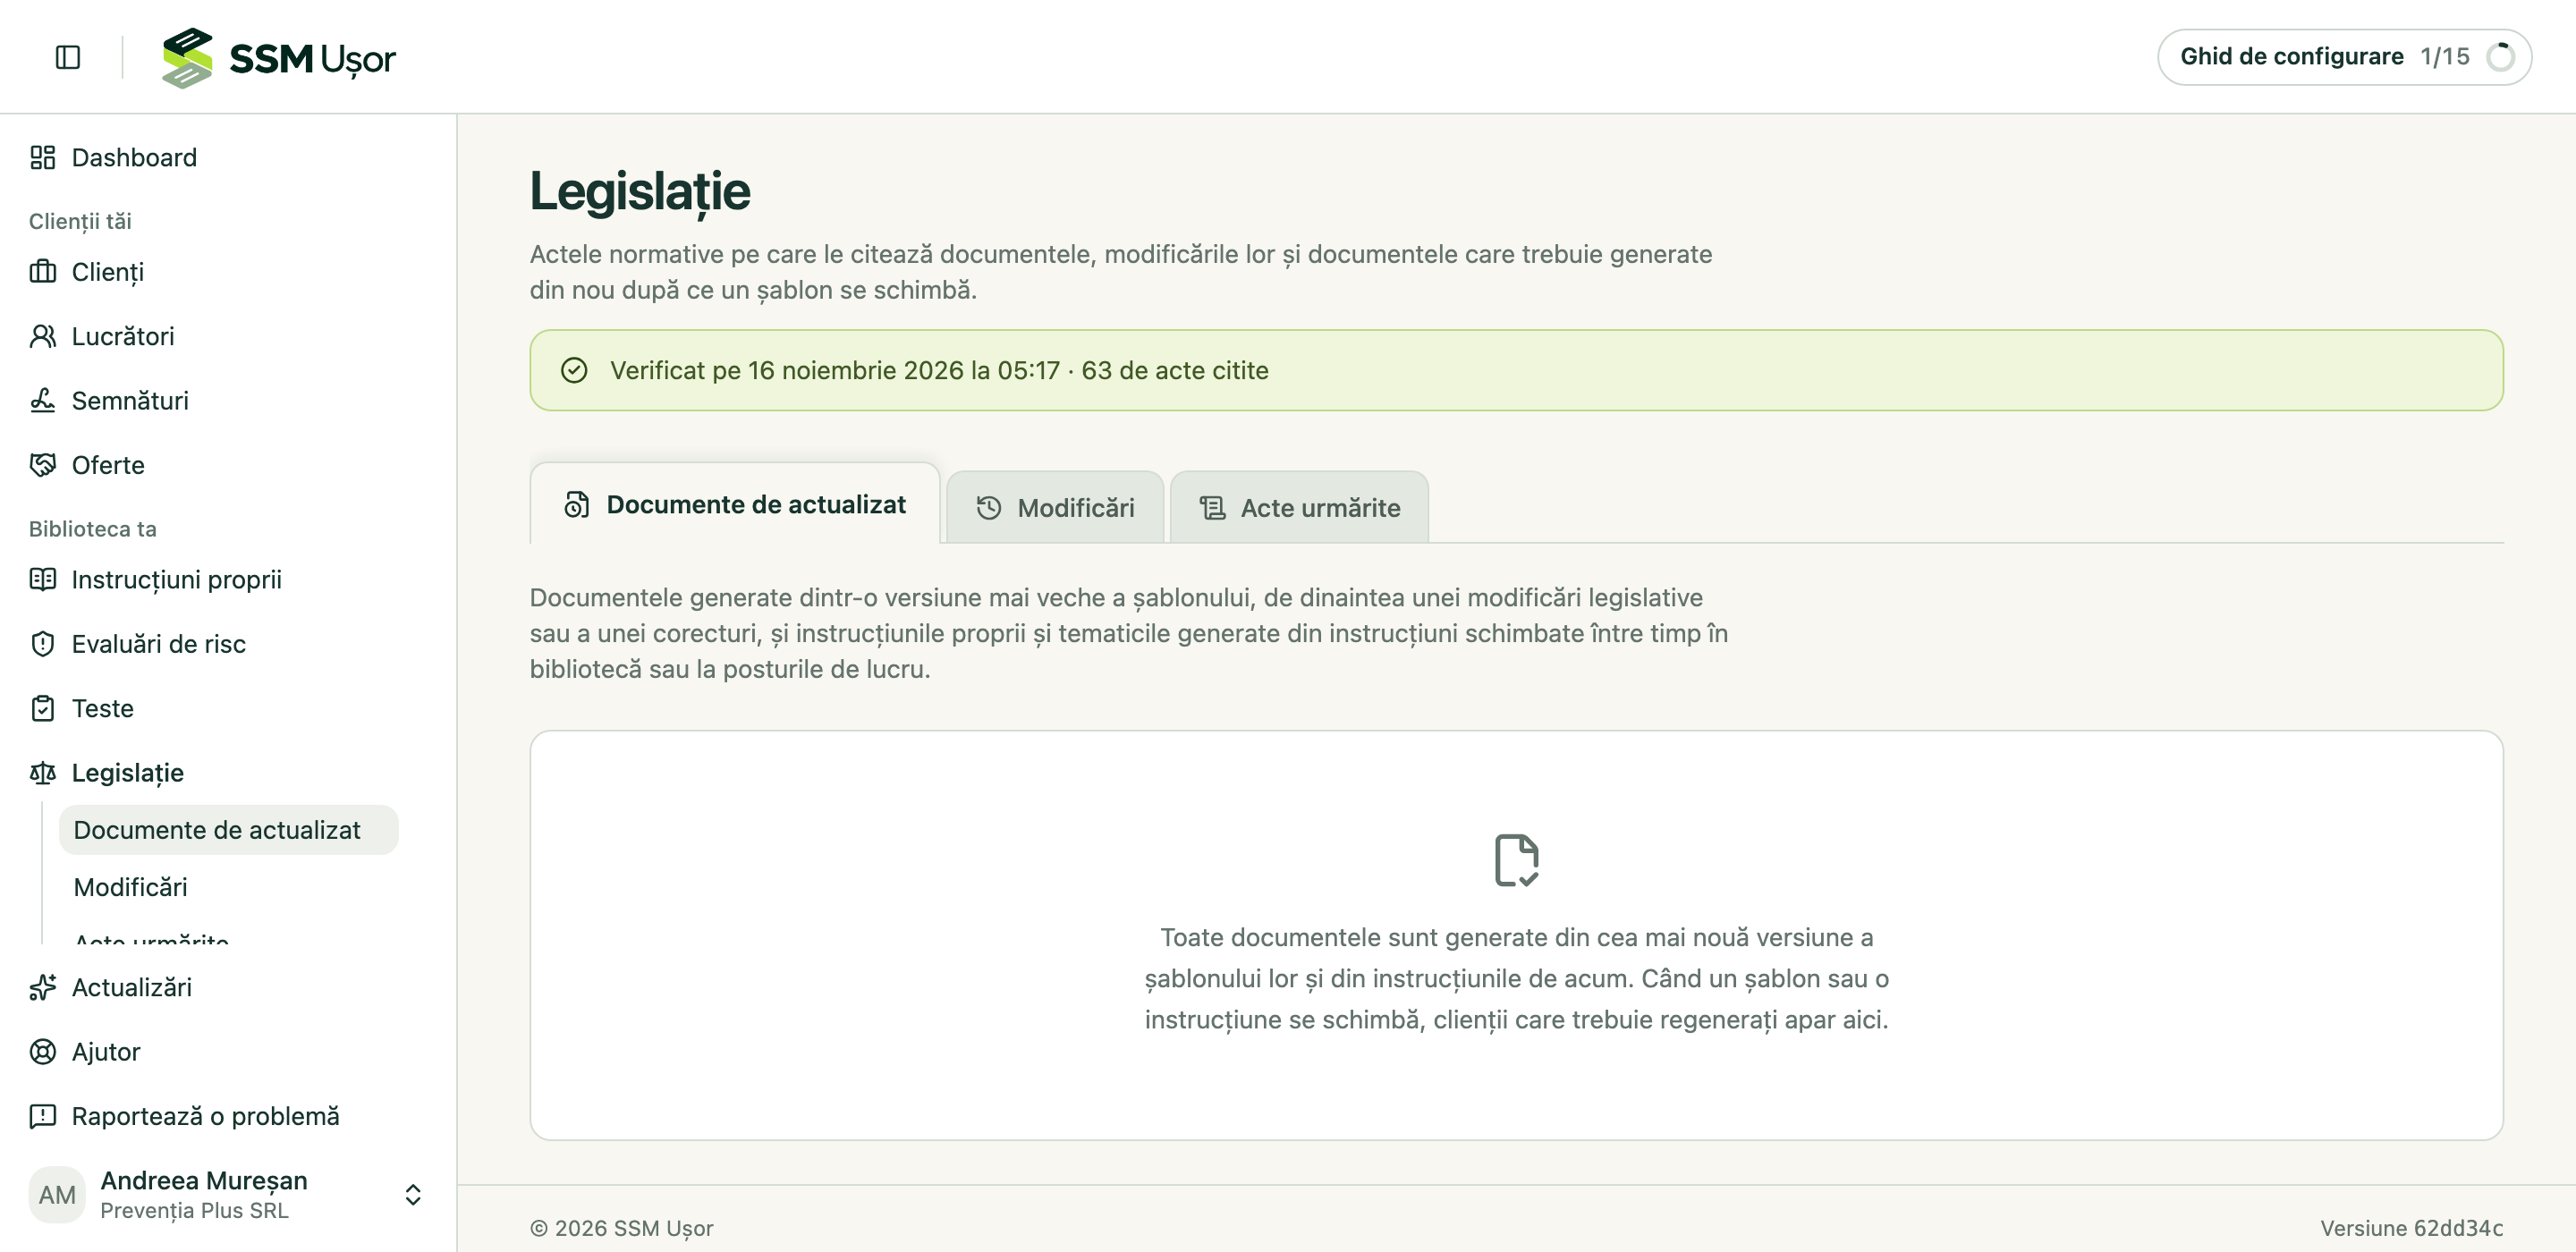 SSM Ușor
Ghid de configurare 1/15
Dashboard
Clienții tăi
Clienți
Lucrători
Semnături
Oferte
Biblioteca ta
Instrucțiuni proprii
Evaluări de risc
Teste
Legislație
Documente de actualizat
Modificări
Acte urmărite
Actualizări
Ajutor
Raportează o problemă
AM
Andreea Mureșan
Prevenția Plus SRL
Legislație
Actele normative pe care le citează documentele, modificările lor și documentele care trebuie generate
din nou după ce un șablon se schimbă.
Verificat pe 16 noiembrie 2026 la 05:17 · 63 de acte citite
Documente de actualizat
Modificări
Acte urmărite
Documentele generate dintr-o versiune mai veche a șablonului, de dinaintea unei modificări legislative
sau a unei corecturi, și instrucțiunile proprii și tematicile generate din instrucțiuni schimbate între timp în
bibliotecă sau la posturile de lucru.
Toate documentele sunt generate din cea mai nouă versiune a
șablonului lor și din instrucțiunile de acum. Când un șablon sau o
instrucțiune se schimbă, clienții care trebuie regenerați apar aici.
© 2026 SSM Ușor
Versiune 62dd34c